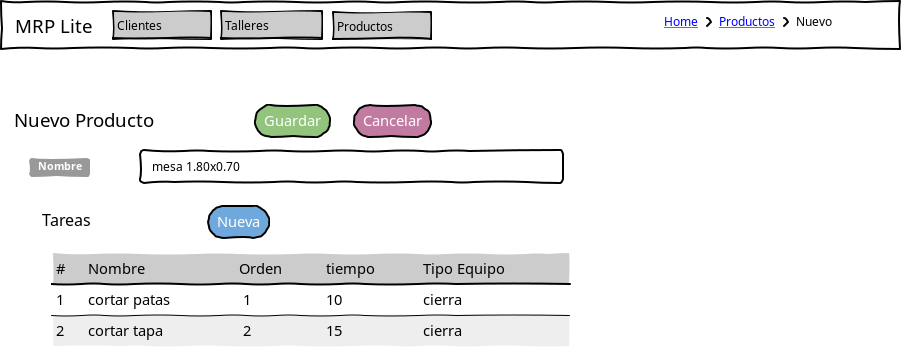 MRP Lite Clientes Talleres Productos Home Productos Nuevo
Nuevo Producto Guardar Cancelar
Nombre mesa 1.80x0.70
Tareas Nueva
# Nombre Orden tiempo Tipo Equipo
1 cortar patas 1 10 cierra
2 cortar tapa 2 15 cierra